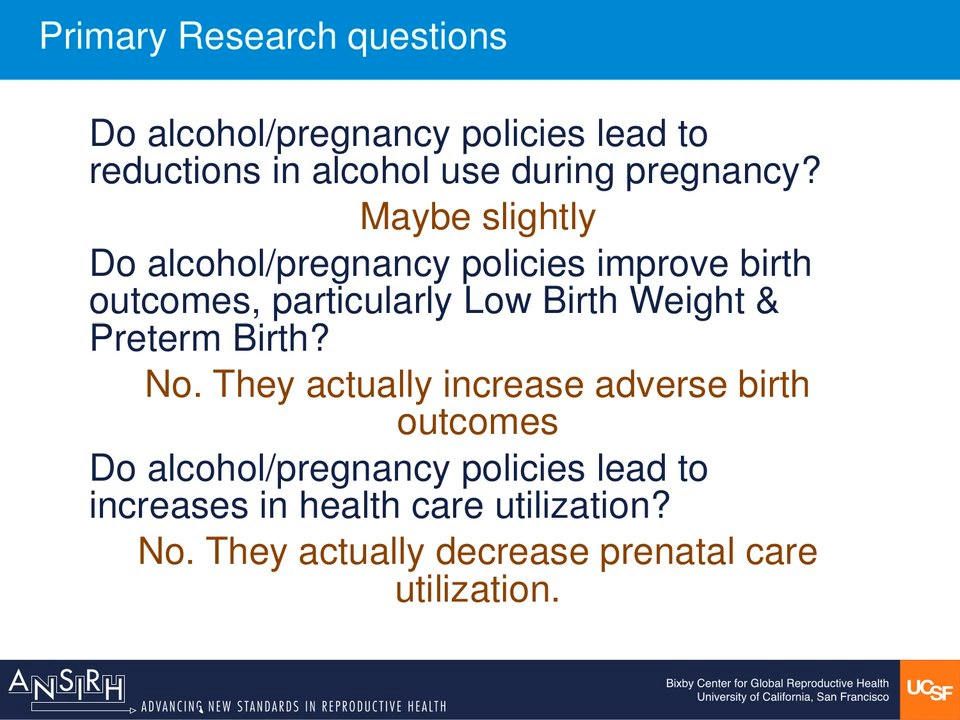 Primary Research questions
Do alcohol/pregnancy policies lead to
reductions in alcohol use during pregnancy?
Maybe slightly
Do alcohol/pregnancy policies improve birth
outcomes, particularly Low Birth Weight &
Preterm Birth?
No. They actually increase adverse birth
outcomes
Do alcohol/pregnancy policies lead to
increases in health care utilization?
No. They actually decrease prenatal care
utilization.
ANSIRH
ADVANCING NEW STANDARDS IN REPRODUCTIVE HEALTH
Bixby Center for Global Reproductive Health
University of California, San Francisco
UCSF